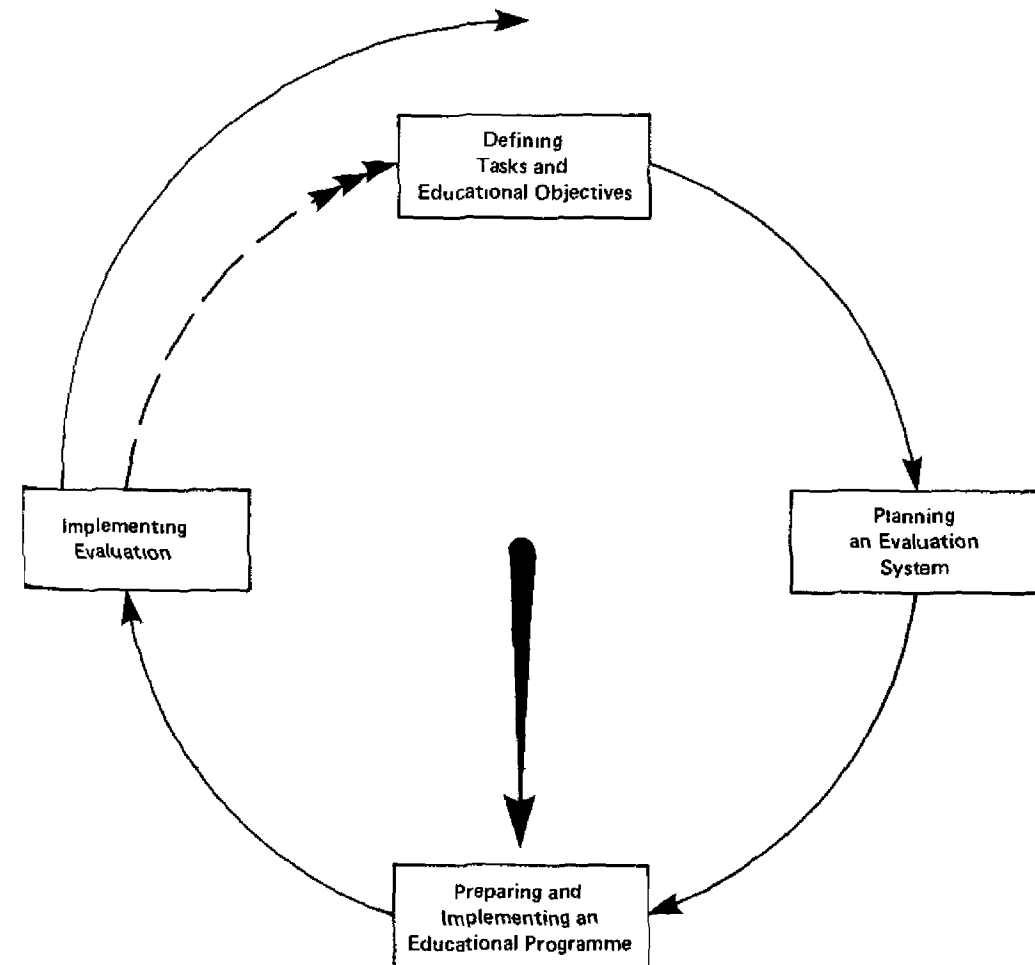 Defining
Tasks and
Educational Objectives
Planning
an Evaluation
System
Preparing and
Implementing an
Educational Programme
Implementing
Evaluation